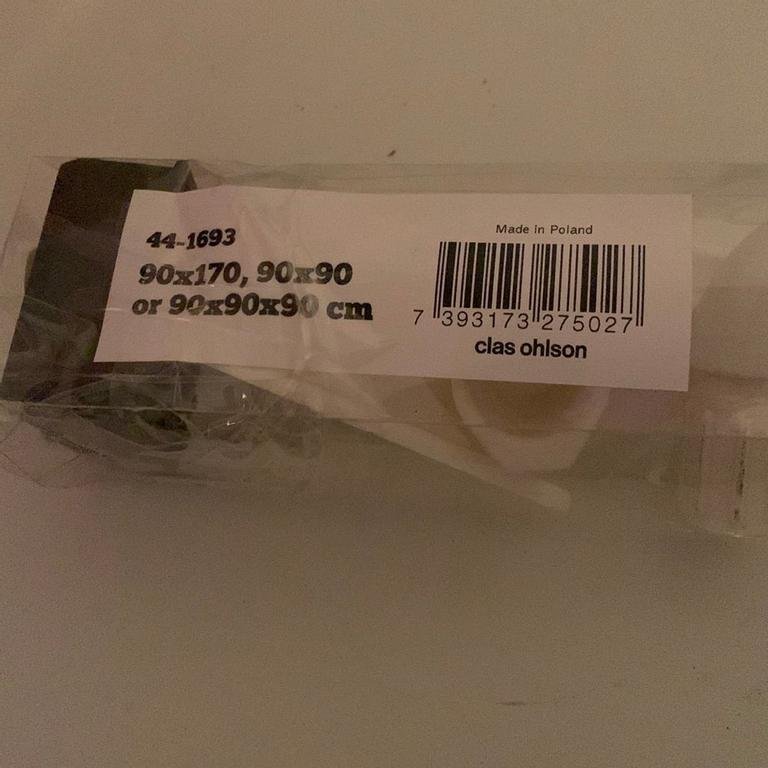 44-1693
90x170, 90x90
or 90x90x90 cm
Made in Poland
7 393173 275027
clas ohlson